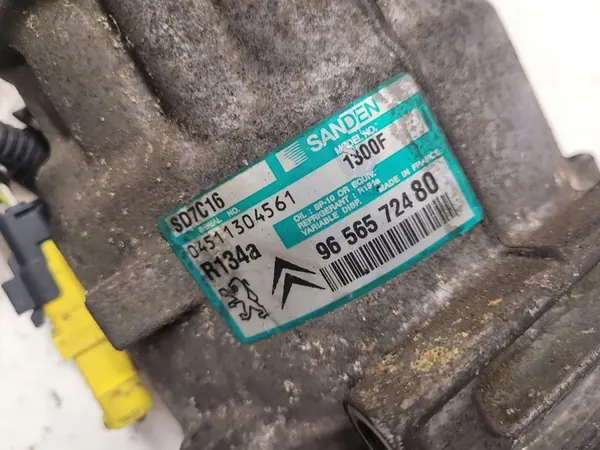 SANDEN
SD7C16
MODEL NO.
1300F
SERIAL NO.
04511304561
OIL : SP-10 OR EQUIV.
REFRIGERANT : R134a
VARIABLE DISP. MADE IN FRANCE
R134a
96 565 724 80